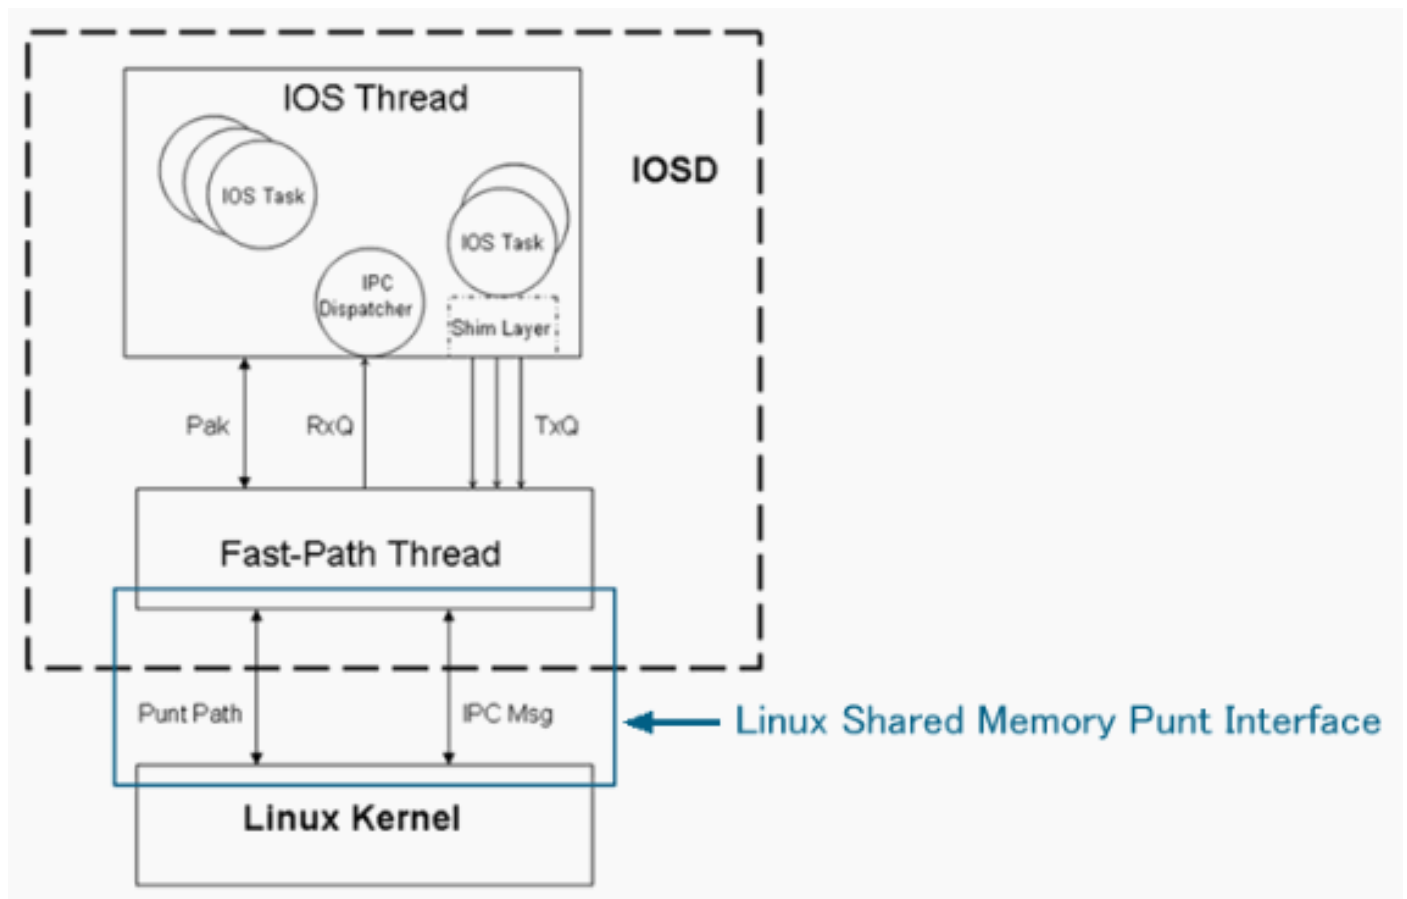 IOS Thread
IOSD
IOS Task
IOS Task
IPC
Dispatcher
Shim Layer
Pak
RxQ
TxQ
Fast-Path Thread
Punt Path
IPC Msg
Linux Shared Memory Punt Interface
Linux Kernel